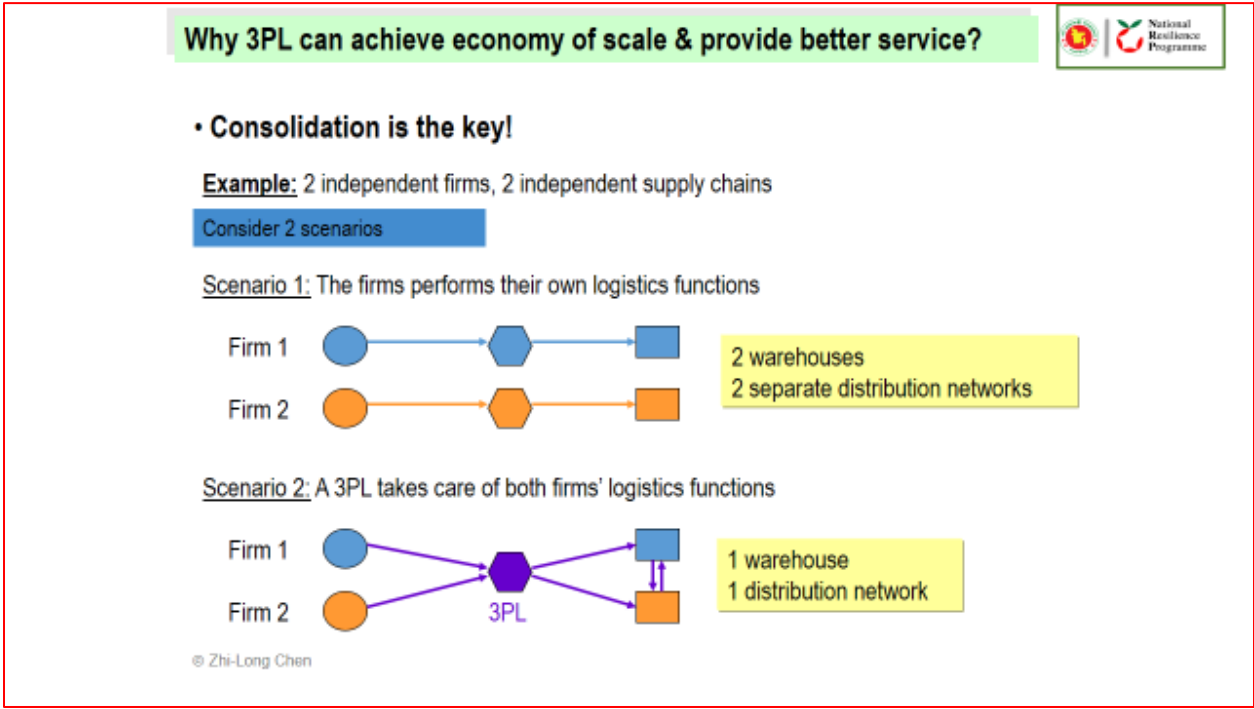 Why 3PL can achieve economy of scale & provide better service?
National
Resilience
Programme
• Consolidation is the key!
Example: 2 independent firms, 2 independent supply chains
Consider 2 scenarios
Scenario 1: The firms performs their own logistics functions
Firm 1
2 warehouses
2 separate distribution networks
Firm 2
Scenario 2: A 3PL takes care of both firms' logistics functions
Firm 1
1 warehouse
1 distribution network
Firm 2
3PL
© Zhi-Long Chen